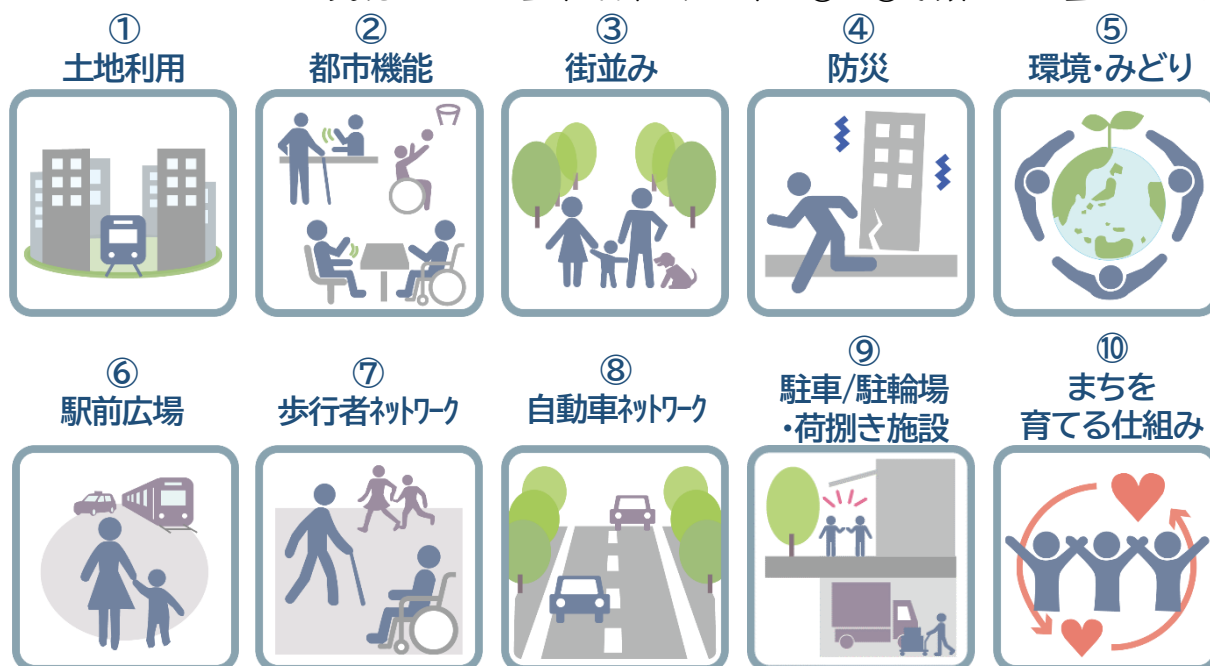 ①
土地利用
②
都市機能
③
街並み
④
防災
⑤
環境・みどり
⑥
駅前広場
⑦
歩行者ネットワーク
⑧
自動車ネットワーク
⑨
駐車/駐輪場
・荷捌き施設
⑩
まちを
育てる仕組み